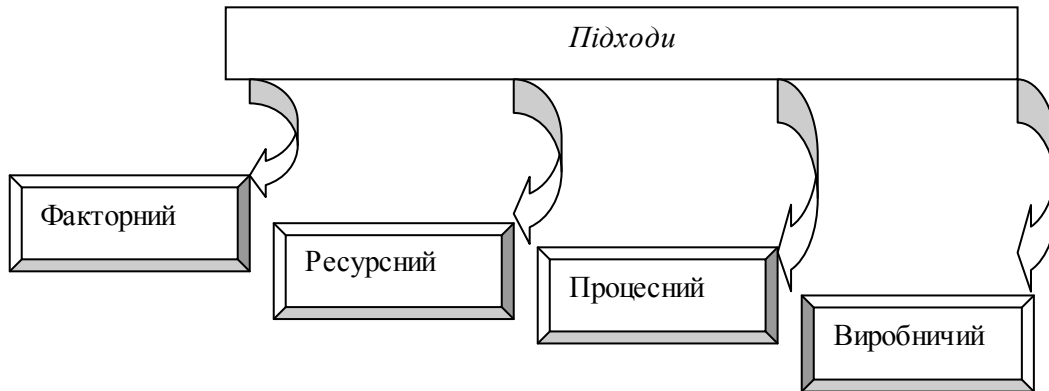 Підходи
Факторний
Ресурсний
Процесний
Виробничий